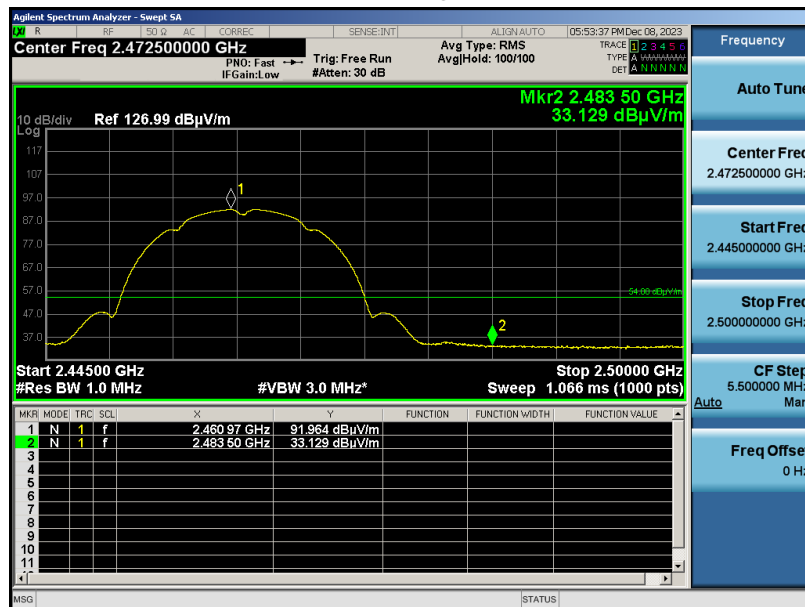 Agilent Spectrum Analyzer - Swept SA
LXI R RF 50 Ω AC CORREC SENSE:INT ALIGN AUTO 05:53:37 PM Dec 08, 2023
Center Freq 2.472500000 GHz
PNO: Fast
IFGain:Low
Trig: Free Run
#Atten: 30 dB
Avg Type: RMS
Avg|Hold: 100/100
TRACE 1 2 3 4 5 6
TYPE A WWWWW
DET A N N N N N
Mkr2 2.483 50 GHz
33.129 dBµV/m
10 dB/div Ref 126.99 dBµV/m
Log
117
107
97.0
87.0
77.0
67.0
57.0
47.0
37.0
1
54.00 dBµV/m
2
Start 2.44500 GHz Stop 2.50000 GHz
#Res BW 1.0 MHz #VBW 3.0 MHz* Sweep 1.066 ms (1000 pts)
MKR MODE TRC SCL X Y FUNCTION FUNCTION WIDTH FUNCTION VALUE
1 N 1 f 2.460 97 GHz 91.964 dBµV/m
2 N 1 f 2.483 50 GHz 33.129 dBµV/m
3
4
5
6
7
8
9
10
11
MSG STATUS
Frequency
Auto Tune
Center Freq
2.472500000 GHz
Start Freq
2.445000000 GHz
Stop Freq
2.500000000 GHz
CF Step
5.500000 MHz
Auto Man
Freq Offset
0 Hz